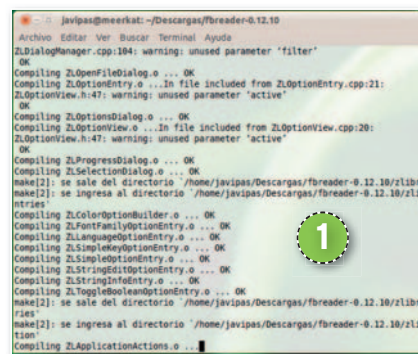 javipas@meerkat: ~/Descargas/fbreader-0.12.10
Archivo Editar Ver Buscar Terminal Ayuda
ZLDialogManager.cpp:104: warning: unused parameter ‘filter’
OK
Compiling ZLOpenFileDialog.o ... OK
Compiling ZLOptionEntry.o ...In file included from ZLOptionEntry.cpp:21:
ZLOptionView.h:47: warning: unused parameter ‘active’
OK
Compiling ZLOptionsDialog.o ... OK
Compiling ZLOptionView.o ...In file included from ZLOptionView.cpp:20:
ZLOptionView.h:47: warning: unused parameter ‘active’
OK
Compiling ZLProgressDialog.o ... OK
Compiling ZLSelectionDialog.o ... OK
make[2]: se sale del directorio `/home/javipas/Descargas/fbreader-0.12.10/zlib
make[2]: se ingresa al directorio `/home/javipas/Descargas/fbreader-0.12.10/zli
ntries'
Compiling ZLColorOptionBuilder.o ... OK
Compiling ZLFontFamilyOptionEntry.o ... OK
Compiling ZLLanguageOptionEntry.o ... OK
Compiling ZLSimpleKeyOptionEntry.o ... OK
Compiling ZLSimpleOptionEntry.o ... OK
Compiling ZLStringEditOptionEntry.o ... OK
Compiling ZLStringInfoEntry.o ... OK
Compiling ZLToggleBooleanOptionEntry.o ... OK
make[2]: se sale del directorio `/home/javipas/Descargas/fbreader-0.12.10/zlib
ries'
make[2]: se ingresa al directorio `/home/javipas/Descargas/fbreader-0.12.10/zli
tion'
Compiling ZLApplicationActions.o ...
1